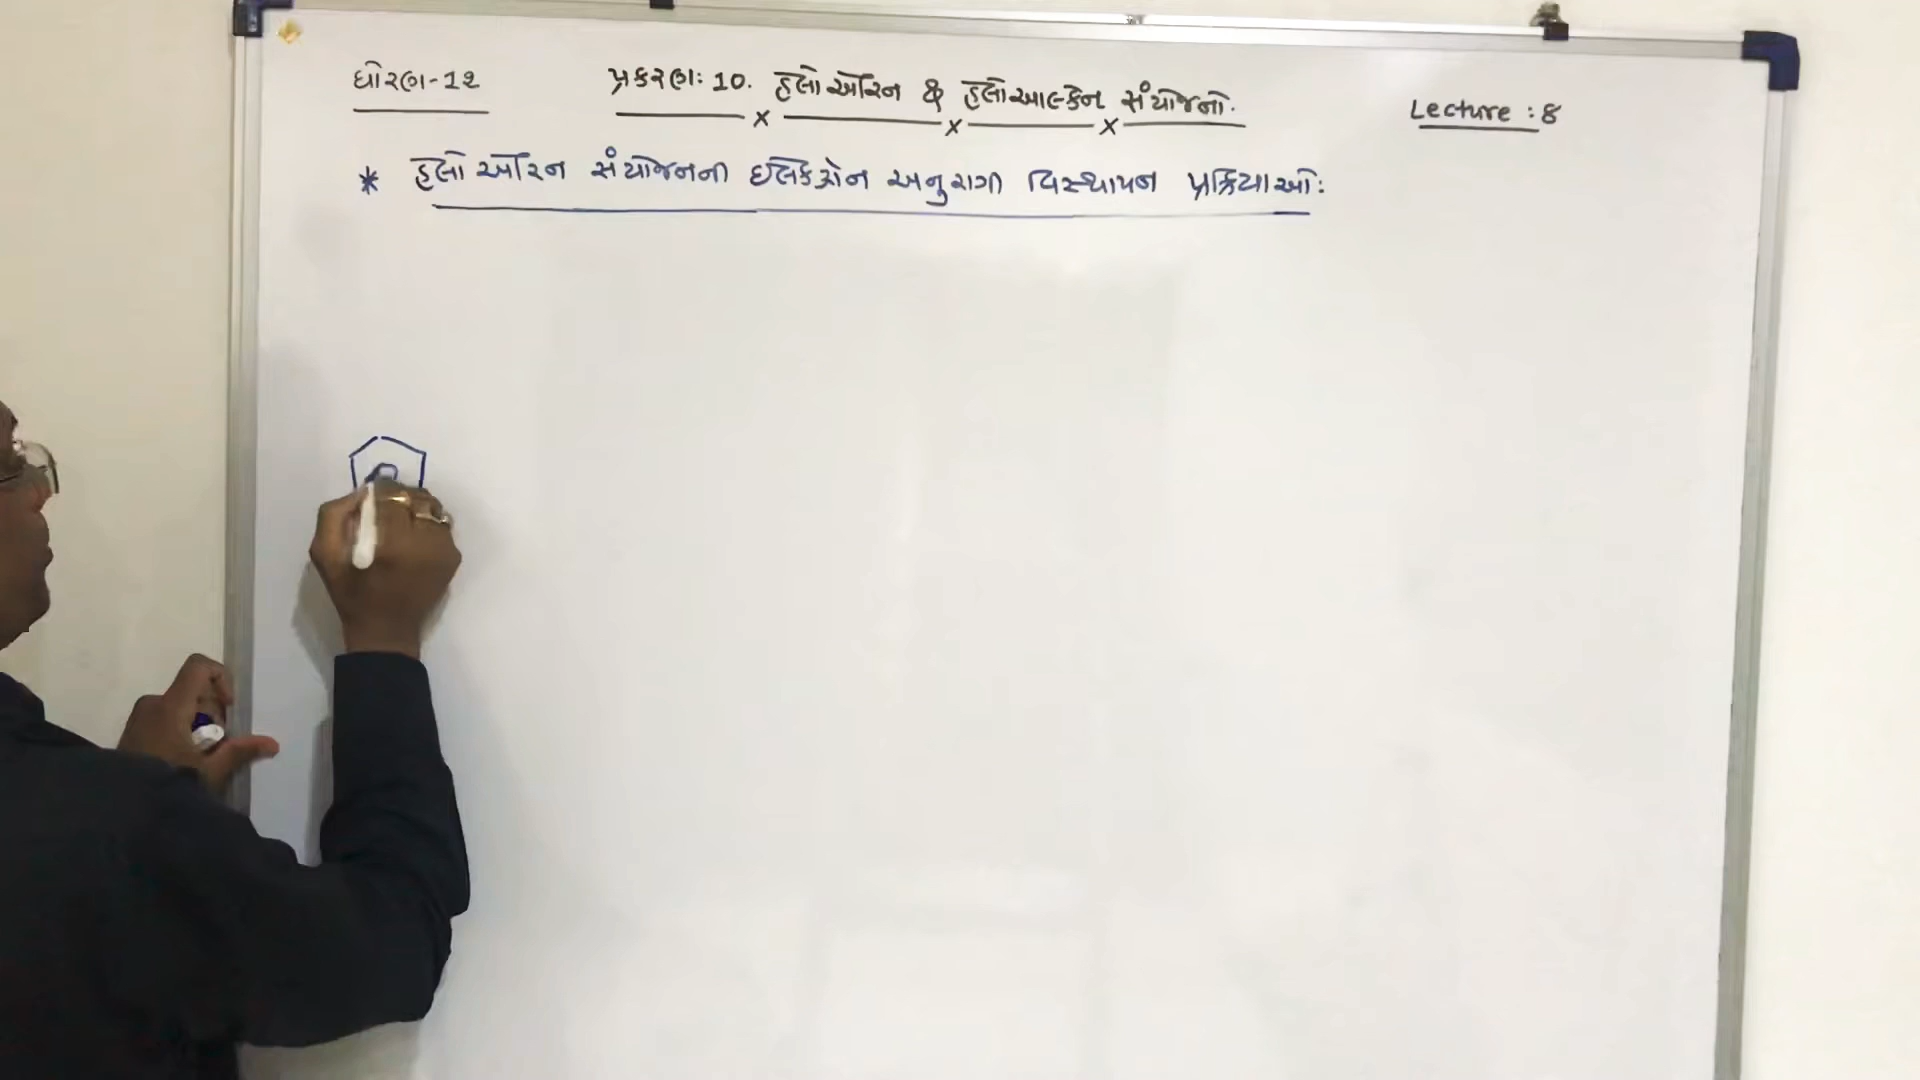 ધોરણ-12
પ્રકરણ: 10. હેલોએરિન & હેલોઆલ્કેન સંયોજનો.
Lecture : 8
* હેલો એરિન સંયોજનની ઇલેક્ટ્રોન અનુરાગી વિસ્થાપન પ્રક્રિયાઓ: